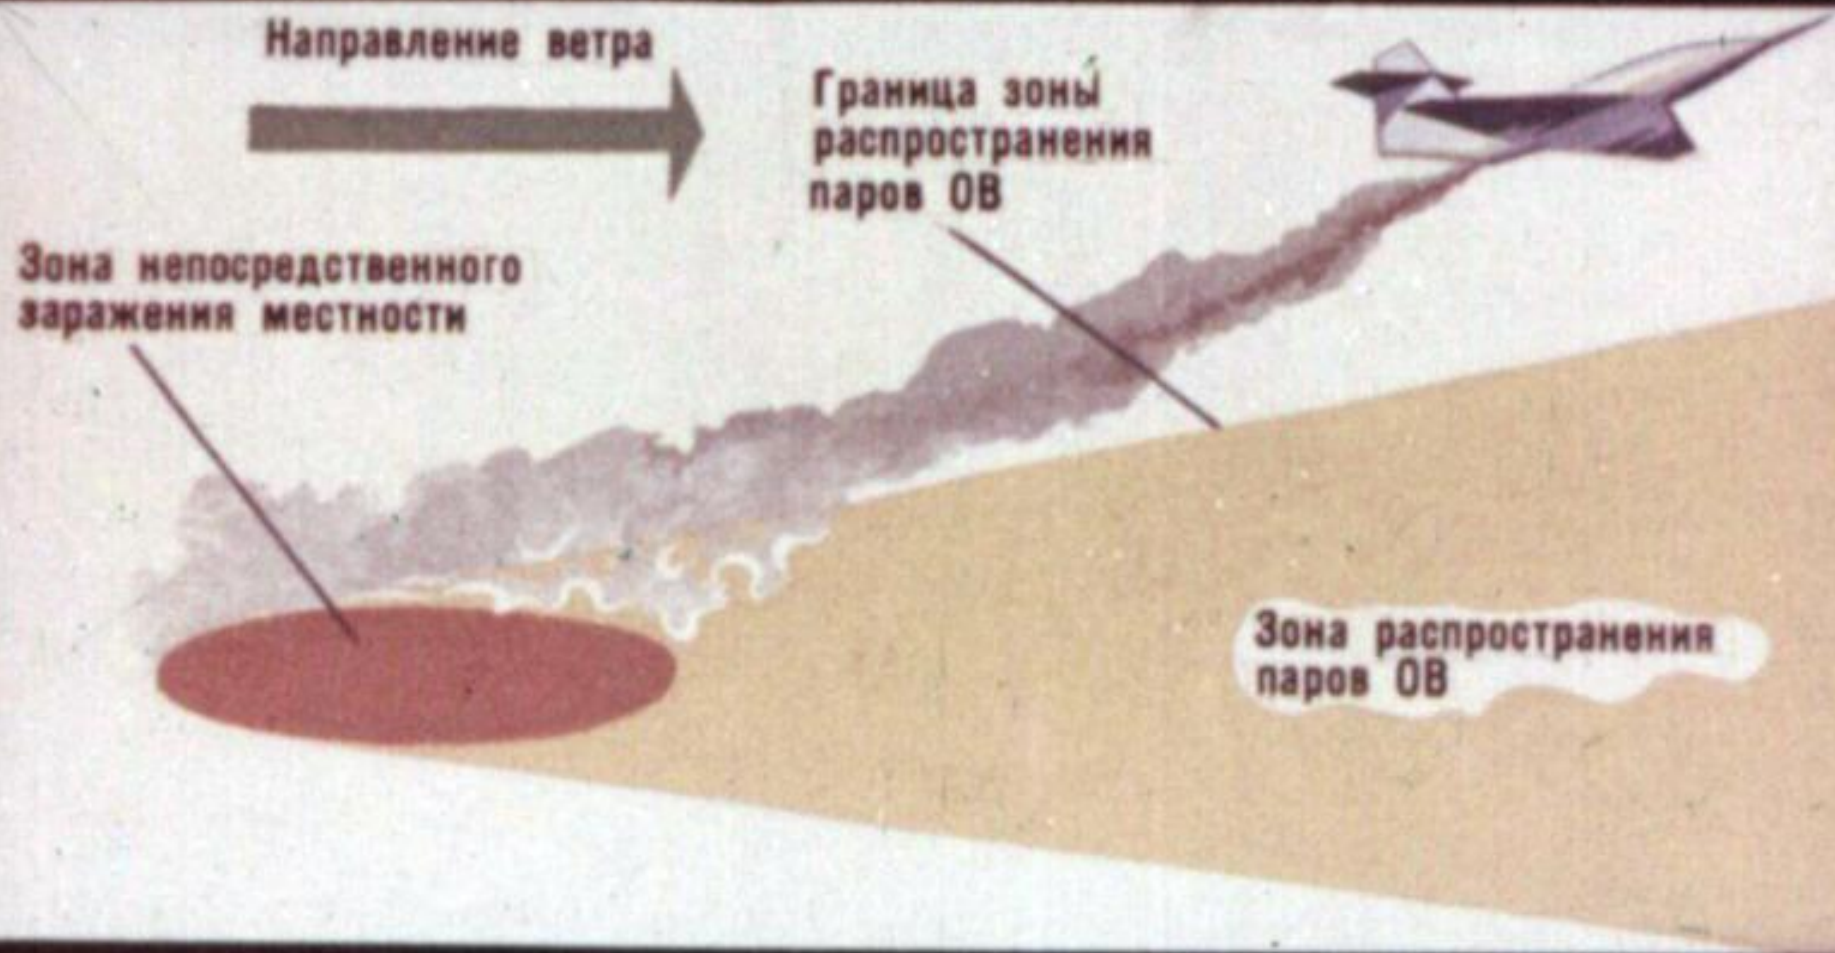 Направление ветра
Граница зоны
распространения
паров ОВ
Зона непосредственного
заражения местности
Зона распространения
паров ОВ